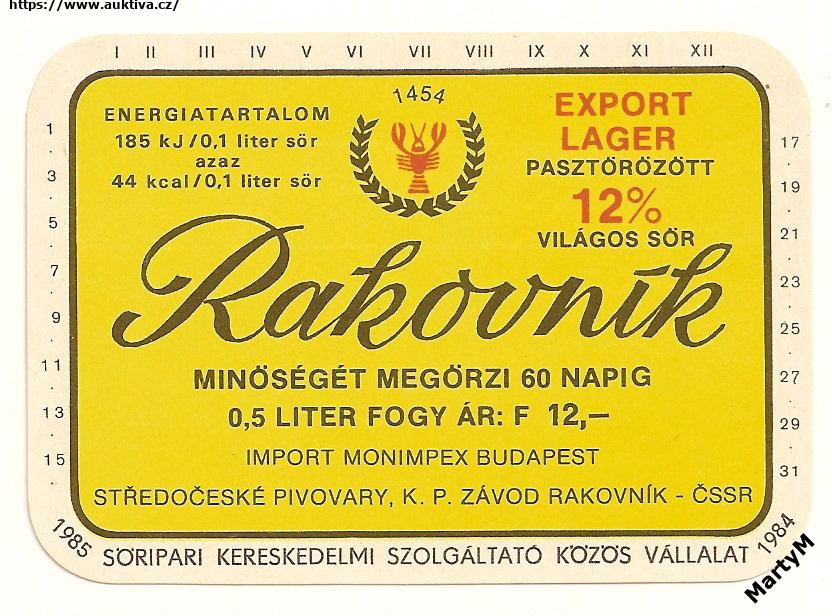 https://www.auktiva.cz/
I II III IV V VI VII VIII IX X XI XII
1
.
3
.
5
.
7
.
9
.
11
.
13
.
15
ENERGIATARTALOM
185 kJ/0,1 liter sör
azaz
44 kcal/0,1 liter sör
1454
EXPORT
LAGER
PASZTÖRÖZÖTT
12%
VILÁGOS SÖR
17
.
19
.
21
.
23
.
25
.
27
.
29
.
31
Rakovník
MINŐSÉGÉT MEGŐRZI 60 NAPIG
0,5 LITER FOGY ÁR: F 12,—
IMPORT MONIMPEX BUDAPEST
STŘEDOČESKÉ PIVOVARY, K. P. ZÁVOD RAKOVNÍK - ČSSR
1985
SÖRIPARI KERESKEDELMI SZOLGÁLTATÓ KÖZÖS VÁLLALAT
1984
MartyM